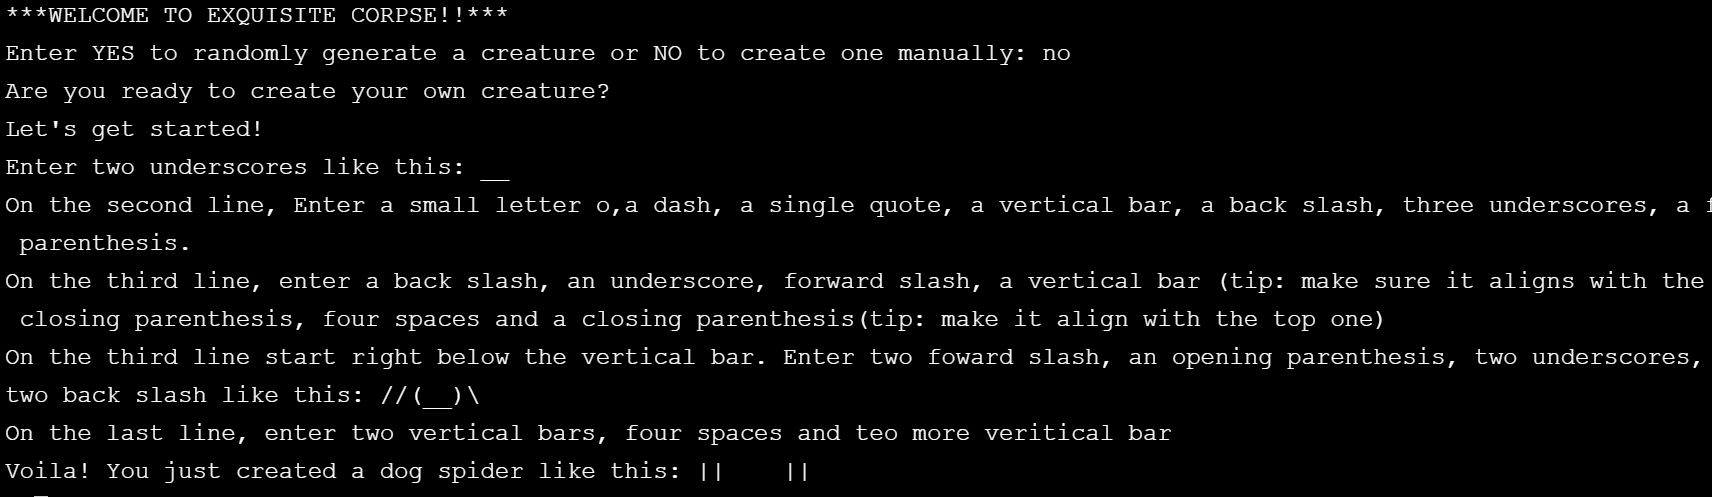 ***WELCOME TO EXQUISITE CORPSE!!***
Enter YES to randomly generate a creature or NO to create one manually: no
Are you ready to create your own creature?
Let's get started!
Enter two underscores like this: __
On the second line, Enter a small letter o,a dash, a single quote, a vertical bar, a back slash, three underscores, a
 parenthesis.
On the third line, enter a back slash, an underscore, forward slash, a vertical bar (tip: make sure it aligns with the
 closing parenthesis, four spaces and a closing parenthesis(tip: make it align with the top one)
On the third line start right below the vertical bar. Enter two foward slash, an opening parenthesis, two underscores,
two back slash like this: //(__)\
On the last line, enter two vertical bars, four spaces and teo more veritical bar
Voila! You just created a dog spider like this: ||    ||